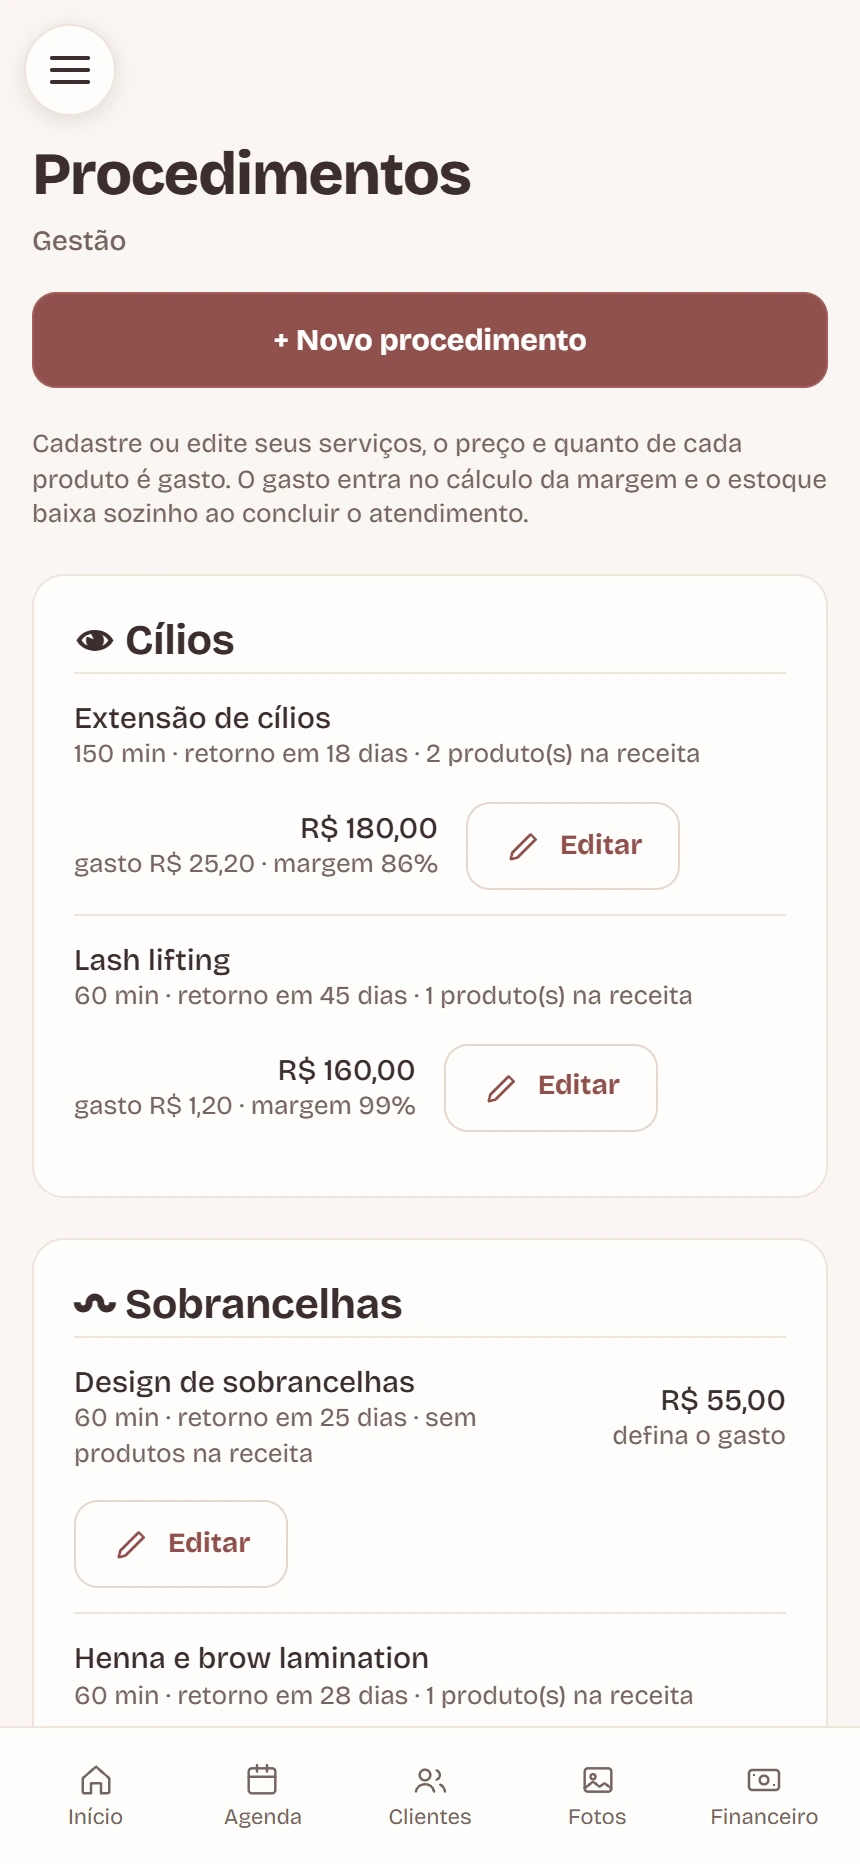 Procedimentos
Gestão
+ Novo procedimento
Cadastre ou edite seus serviços, o preço e quanto de cada
produto é gasto. O gasto entra no cálculo da margem e o estoque
baixa sozinho ao concluir o atendimento.
Cílios
Extensão de cílios
150 min · retorno em 18 dias · 2 produto(s) na receita
R$ 180,00
gasto R$ 25,20 · margem 86%
Editar
Lash lifting
60 min · retorno em 45 dias · 1 produto(s) na receita
R$ 160,00
gasto R$ 1,20 · margem 99%
Editar
Sobrancelhas
Design de sobrancelhas
60 min · retorno em 25 dias · sem
produtos na receita
R$ 55,00
defina o gasto
Editar
Henna e brow lamination
60 min · retorno em 28 dias · 1 produto(s) na receita
Início
Agenda
Clientes
Fotos
Financeiro